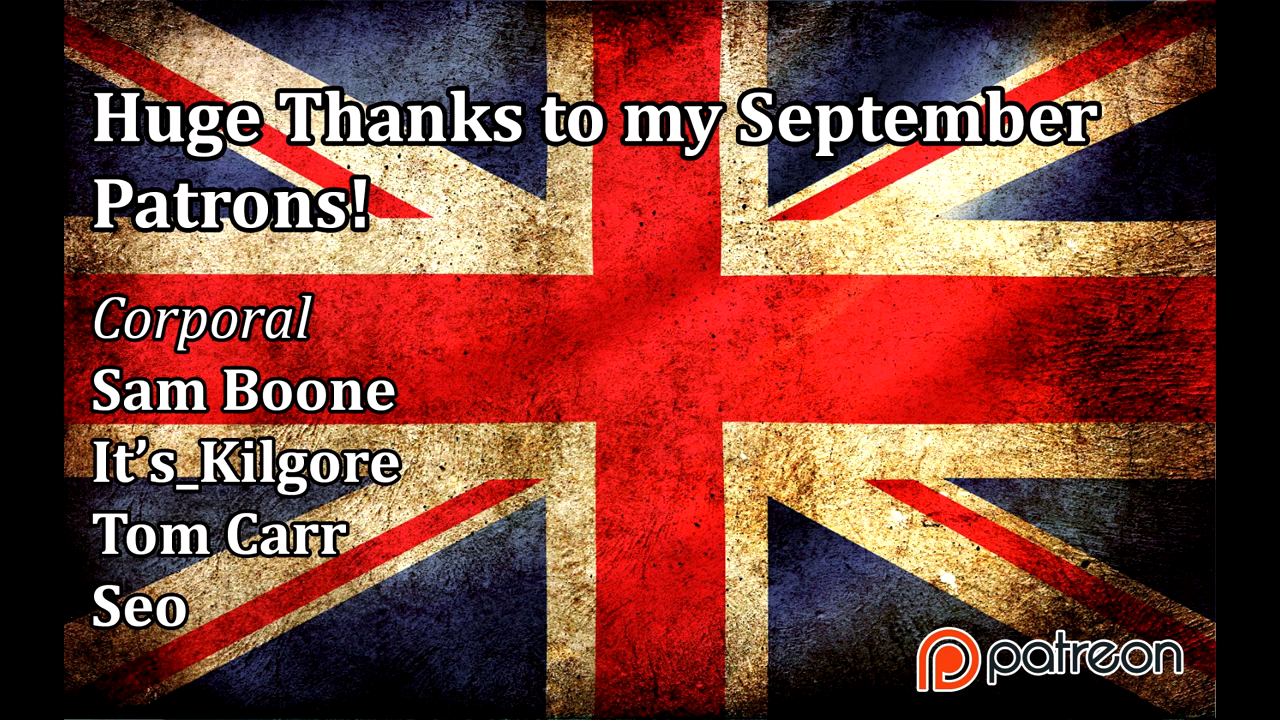 Huge Thanks to my September
Patrons!
Corporal
Sam Boone
It’s_Kilgore
Tom Carr
Seo
patreon